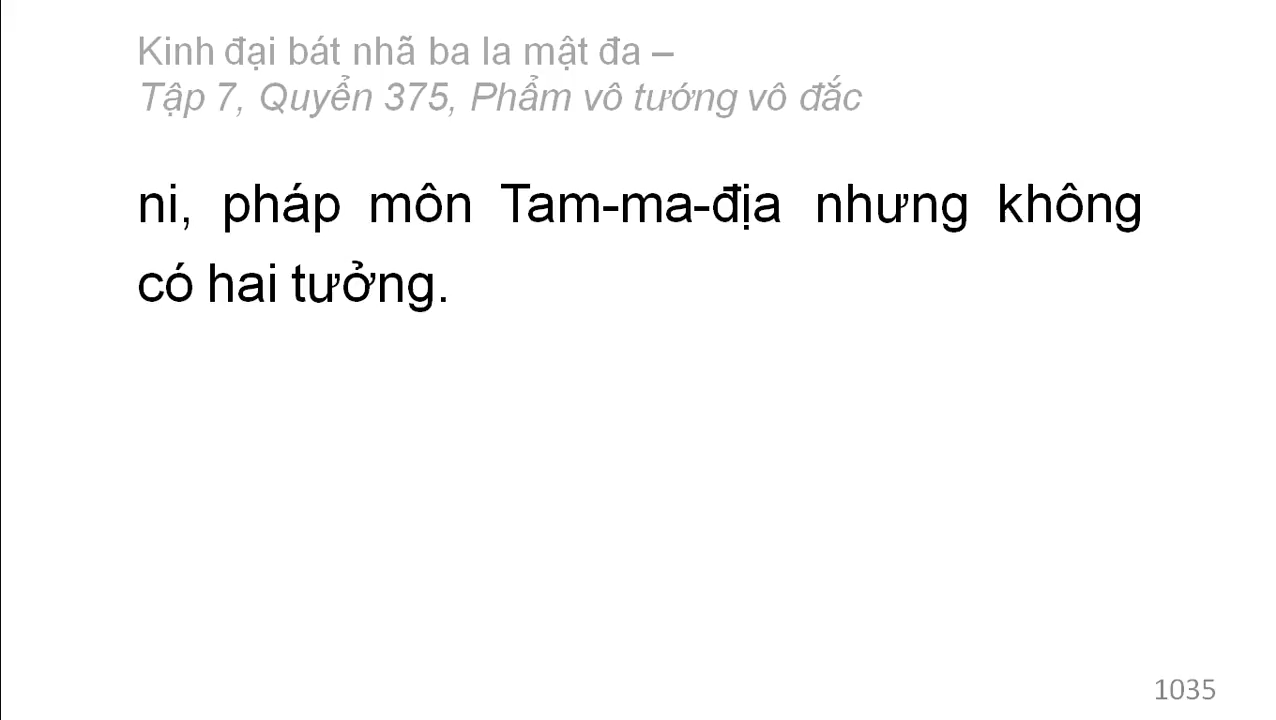 Kinh đại bát nhã ba la mật đa –
Tập 7, Quyển 375, Phẩm vô tướng vô đắc
ni, pháp môn Tam-ma-địa nhưng không
có hai tưởng.
1035